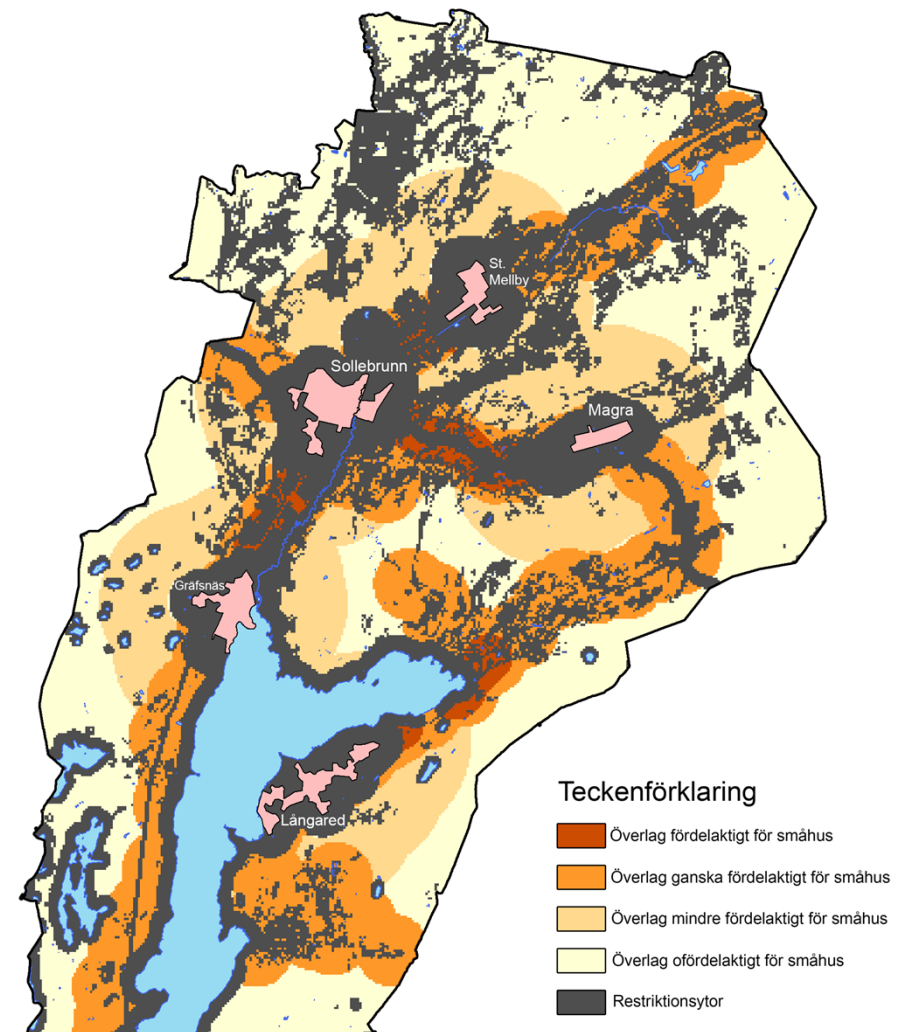 St.
Mellby
Sollebrunn
Magra
Gräfsnäs
Långared
Teckenförklaring
Överlag fördelaktigt för småhus
Överlag ganska fördelaktigt för småhus
Överlag mindre fördelaktigt för småhus
Överlag ofördelaktigt för småhus
Restriktionsytor